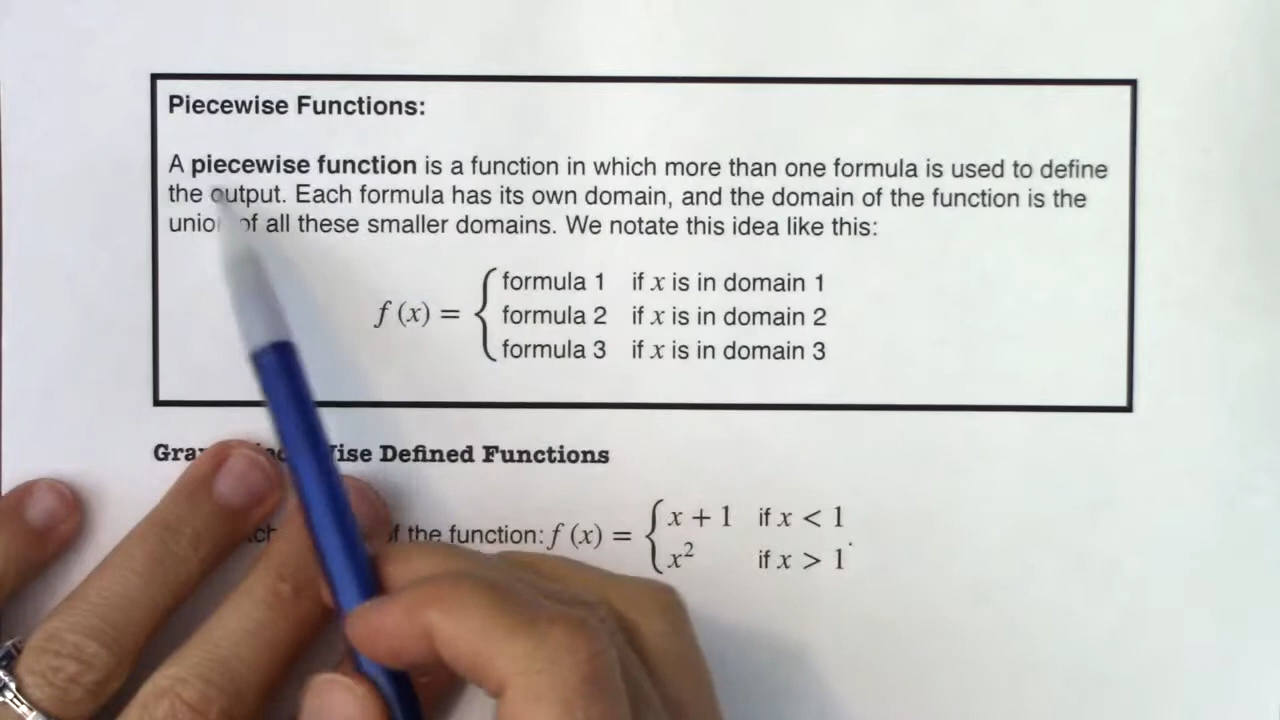 Piecewise Functions:
A piecewise function is a function in which more than one formula is used to define
the output. Each formula has its own domain, and the domain of the function is the
of all these smaller domains. We notate this idea like this:
f (x) = { formula 1 if x is in domain 1
formula 2 if x is in domain 2
formula 3 if x is in domain 3
Defined Functions
the function: f (x) = { x + 1 if x < 1
x² if x > 1 .